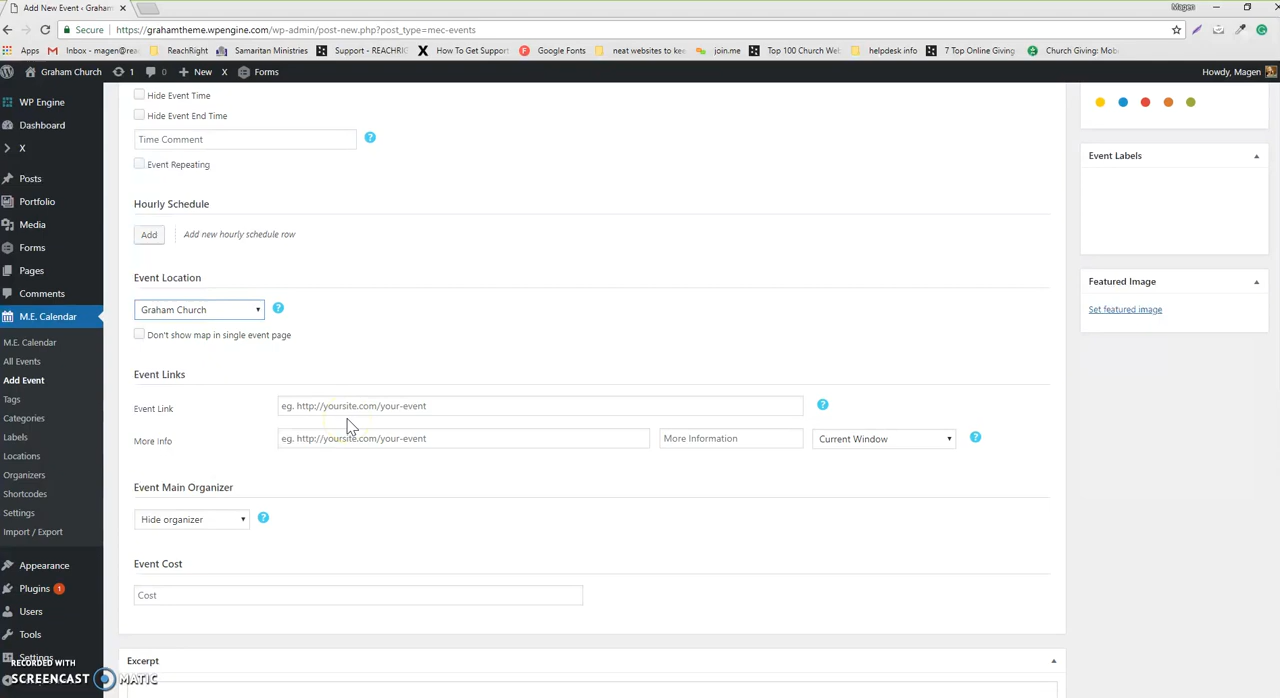 Add New Event ‹ Graham
Magen
Secure https://grahamtheme.wpengine.com/wp-admin/post-new.php?post_type=mec-events
Apps Inbox - magen@rea ReachRight Samaritan Ministries Support - REACHRIG How To Get Support Google Fonts neat websites to kee join.me Top 100 Church Web helpdesk info 7 Top Online Giving Church Giving: Mob
Graham Church 1 0 New X Forms Howdy, Magen
WP Engine
Dashboard
X
Posts
Portfolio
Media
Forms
Pages
Comments
M.E. Calendar
M.E. Calendar
All Events
Add Event
Tags
Categories
Labels
Locations
Organizers
Shortcodes
Settings
Import / Export
Appearance
Plugins 1
Users
Tools
Settings
RECORDED WITH
SCREENCAST MATIC
Hide Event Time
Hide Event End Time
Time Comment ?
Event Repeating
Hourly Schedule
Add Add new hourly schedule row
Event Location
Graham Church ?
Don't show map in single event page
Event Links
Event Link eg. http://yoursite.com/your-event ?
More Info eg. http://yoursite.com/your-event More Information Current Window ?
Event Main Organizer
Hide organizer ?
Event Cost
Cost
Excerpt
Event Labels
Featured Image
Set featured image